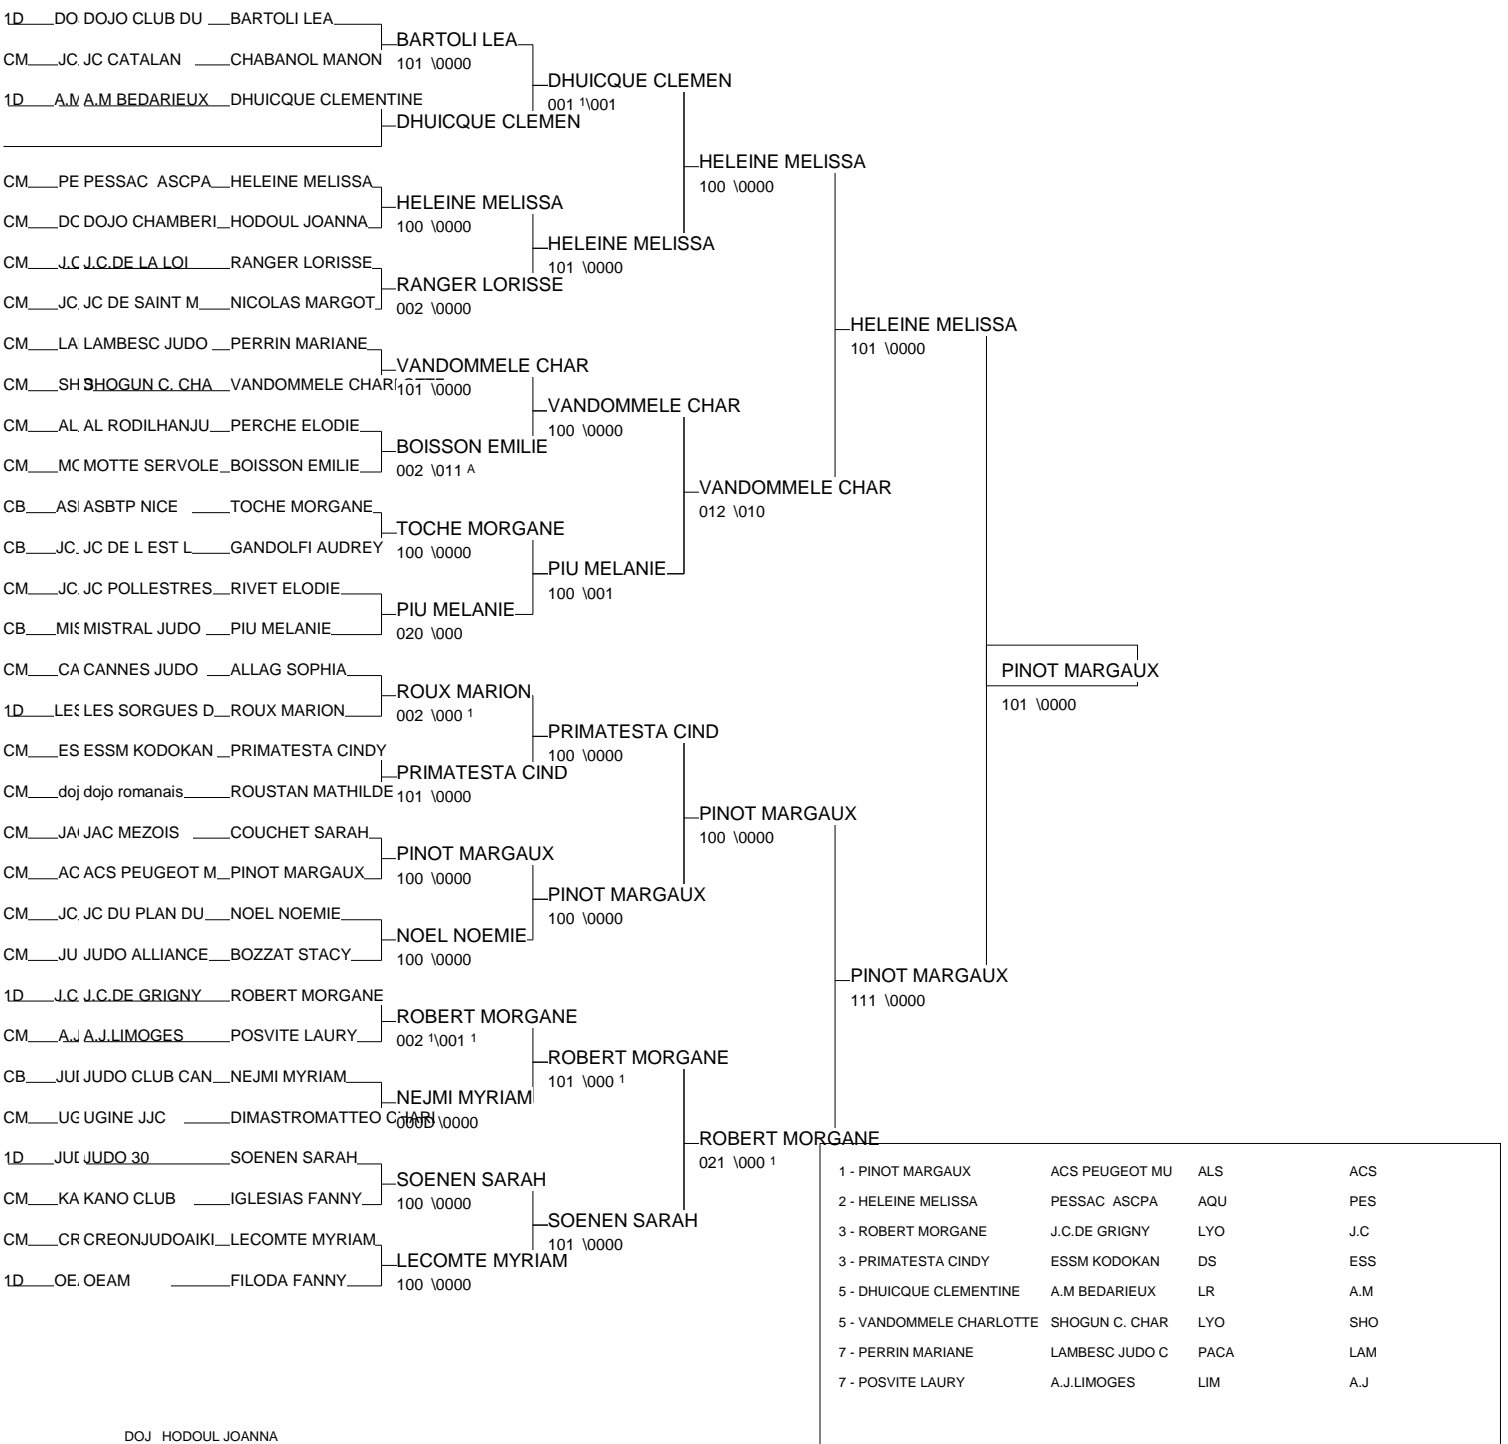 1D DO DOJO CLUB DU BARTOLI LEA
BARTOLI LEA
101 \0000
CM JC JC CATALAN CHABANOL MANON
DHUICQUE CLEMEN
001 1\001
1D A.M A.M BEDARIEUX DHUICQUE CLEMENTINE
DHUICQUE CLEMEN
HELEINE MELISSA
100 \0000
CM PE PESSAC ASCPA HELEINE MELISSA
HELEINE MELISSA
100 \0000
CM DO DOJO CHAMBERI HODOUL JOANNA
HELEINE MELISSA
101 \0000
CM J.C J.C.DE LA LOI RANGER LORISSE
RANGER LORISSE
002 \0000
CM JC JC DE SAINT M NICOLAS MARGOT
HELEINE MELISSA
101 \0000
CM LA LAMBESC JUDO PERRIN MARIANE
VANDOMMELE CHAR
101 \0000
CM SH SHOGUN C. CHA VANDOMMELE CHARLOTTE
VANDOMMELE CHAR
100 \0000
CM AL AL RODILHANJU PERCHE ELODIE
BOISSON EMILIE
002 \011 A
CM MO MOTTE SERVOLE BOISSON EMILIE
VANDOMMELE CHAR
012 \010
CB AS ASBTP NICE TOCHE MORGANE
TOCHE MORGANE
100 \0000
CB JC JC DE L EST L GANDOLFI AUDREY
PIU MELANIE
100 \001
CM JC JC POLLESTRES RIVET ELODIE
PIU MELANIE
020 \000
CB MIS MISTRAL JUDO PIU MELANIE
PINOT MARGAUX
101 \0000
CM CA CANNES JUDO ALLAG SOPHIA
ROUX MARION
002 \000 1
1D LES LES SORGUES D ROUX MARION
PRIMATESTA CIND
100 \0000
CM ES ESSM KODOKAN PRIMATESTA CINDY
PRIMATESTA CIND
101 \0000
CM doj dojo romanais ROUSTAN MATHILDE
PINOT MARGAUX
100 \0000
CM JAC JAC MEZOIS COUCHET SARAH
PINOT MARGAUX
100 \0000
CM AC ACS PEUGEOT M PINOT MARGAUX
PINOT MARGAUX
100 \0000
CM JC JC DU PLAN DU NOEL NOEMIE
NOEL NOEMIE
100 \0000
CM JU JUDO ALLIANCE BOZZAT STACY
PINOT MARGAUX
111 \0000
1D J.C J.C.DE GRIGNY ROBERT MORGANE
ROBERT MORGANE
002 1\001 1
CM A.J A.J.LIMOGES POSVITE LAURY
ROBERT MORGANE
101 \000 1
CB JUD JUDO CLUB CAN NEJMI MYRIAM
NEJMI MYRIAM
000D \0000
CM UG UGINE JJC DIMASTROMATTEO CHARI
ROBERT MORGANE
021 \000 1
1D JUD JUDO 30 SOENEN SARAH
SOENEN SARAH
100 \0000
CM KA KANO CLUB IGLESIAS FANNY
SOENEN SARAH
101 \0000
CM CR CREONJUDOAIKI LECOMTE MYRIAM
LECOMTE MYRIAM
100 \0000
1D OE OEAM FILODA FANNY
1 - PINOT MARGAUX ACS PEUGEOT MU ALS ACS
2 - HELEINE MELISSA PESSAC ASCPA AQU PES
3 - ROBERT MORGANE J.C.DE GRIGNY LYO J.C
3 - PRIMATESTA CINDY ESSM KODOKAN DS ESS
5 - DHUICQUE CLEMENTINE A.M BEDARIEUX LR A.M
5 - VANDOMMELE CHARLOTTE SHOGUN C. CHAR LYO SHO
7 - PERRIN MARIANE LAMBESC JUDO C PACA LAM
7 - POSVITE LAURY A.J.LIMOGES LIM A.J
DOJ HODOUL JOANNA